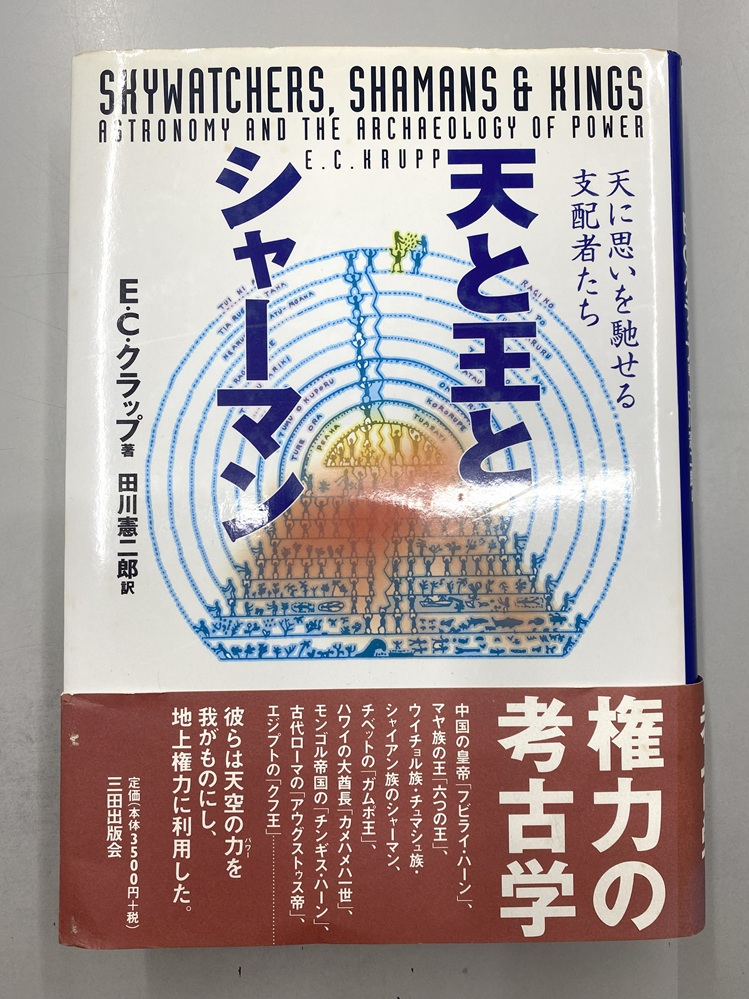 SKYWATCHERS, SHAMANS & KINGS
ASTRONOMY AND THE ARCHAEOLOGY OF POWER
E.C.KRUPP
天に思いを馳せる
支配者たち
天と王と
シャーマン
E・C・クラップ著 田川憲二郎訳
権力の
考古学
中国の皇帝「フビライ・ハーン」、
マヤ族の王「六つの王」、
ウイチョル族・チュマシュ族・
シャイアン族のシャーマン、
チベットの「ガムポ王」、
ハワイの大酋長「カメハメハ一世」、
モンゴル帝国の「チンギス・ハーン」、
古代ローマの「アウグストゥス帝」、
エジプトの「クフ王」…………
彼らは天空の力をパワー
我がものにし、
地上権力に利用した。
定価(本体3500円+税)
三田出版会